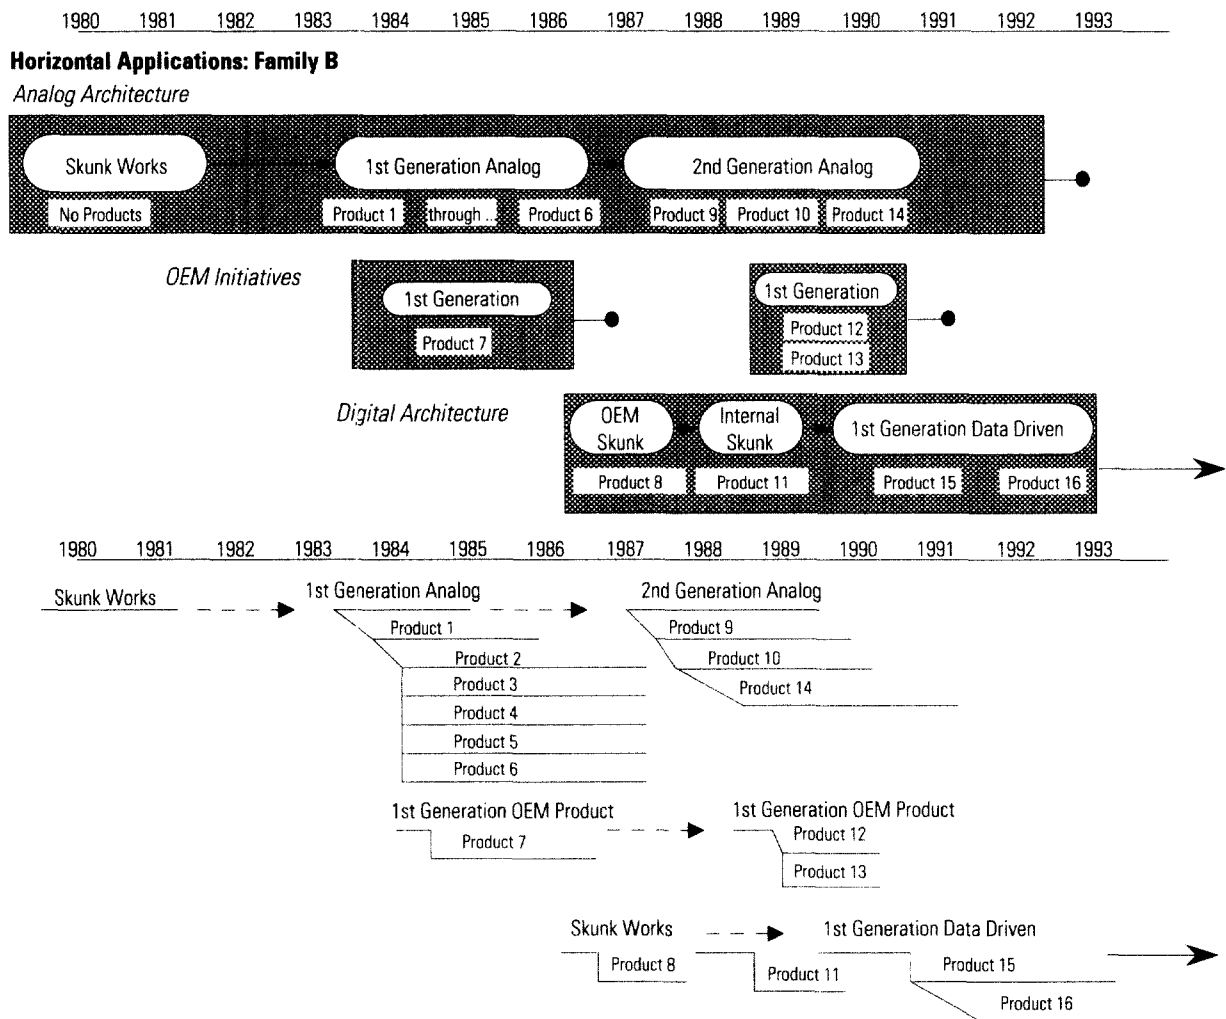 1980 1981 1982 1983 1984 1985 1986 1987 1988 1989 1990 1991 1992 1993
Horizontal Applications: Family B
Analog Architecture
Skunk Works 1st Generation Analog 2nd Generation Analog
No Products Product 1 through ... Product 6 Product 9 Product 10 Product 14
OEM Initiatives
1st Generation 1st Generation
Product 7 Product 12
Product 13
Digital Architecture
OEM Skunk Internal Skunk 1st Generation Data Driven
Product 8 Product 11 Product 15 Product 16
1980 1981 1982 1983 1984 1985 1986 1987 1988 1989 1990 1991 1992 1993
Skunk Works 1st Generation Analog 2nd Generation Analog
Product 1 Product 9
Product 2 Product 10
Product 3 Product 14
Product 4
Product 5
Product 6
1st Generation OEM Product 1st Generation OEM Product
Product 7 Product 12
Product 13
Skunk Works 1st Generation Data Driven
Product 8 Product 11 Product 15
Product 16